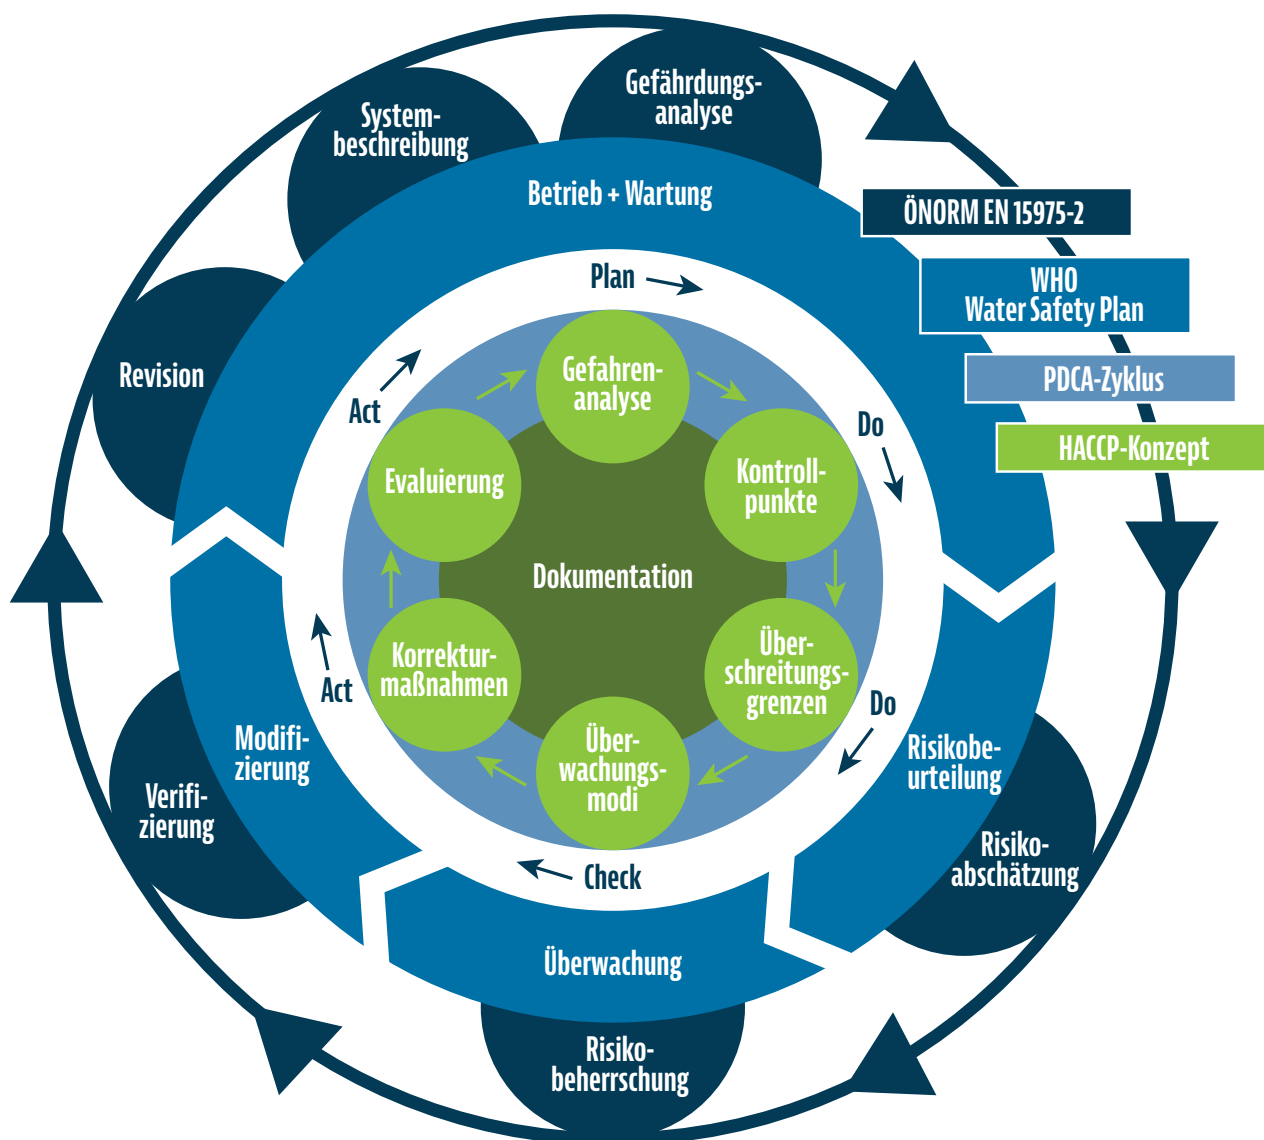 Gefährdungs-
analyse
System-
beschreibung
Betrieb + Wartung
ÖNORM EN 15975-2
WHO
Water Safety Plan
PDCA-Zyklus
HACCP-Konzept
Revision
Plan
Act
Do
Gefahren-
analyse
Evaluierung
Kontroll-
punkte
Dokumentation
Korrektur-
maßnahmen
Über-
schreitungs-
grenzen
Act
Do
Über-
wachungs-
modi
Modifi-
zierung
Risikobe-
urteilung
Verifi-
zierung
Risiko-
abschätzung
Check
Überwachung
Risiko-
beherrschung